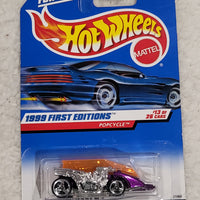 Hot Wheels
MATTEL
1999 FIRST EDITIONS
#13 OF
26 CARS
POPCYCLE